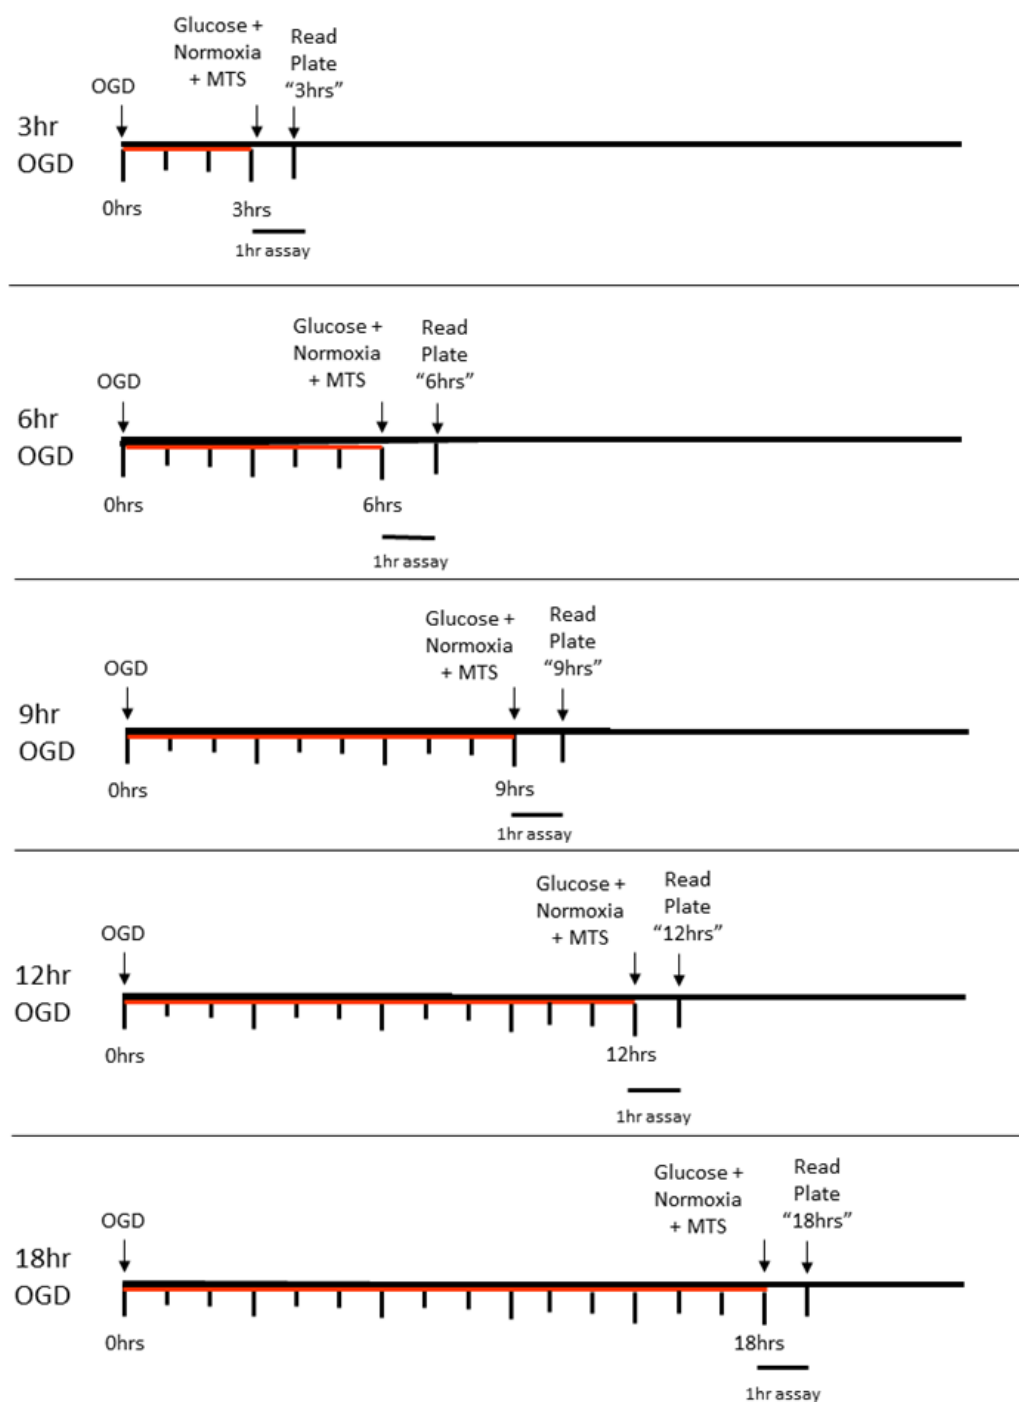 Glucose +
Normoxia
+ MTS
Read
Plate
“3hrs”
OGD
3hr
OGD
0hrs
3hrs
1hr assay
Glucose +
Normoxia
+ MTS
Read
Plate
“6hrs”
OGD
6hr
OGD
0hrs
6hrs
1hr assay
Glucose +
Normoxia
+ MTS
Read
Plate
“9hrs”
OGD
9hr
OGD
0hrs
9hrs
1hr assay
Glucose +
Normoxia
+ MTS
Read
Plate
“12hrs”
OGD
12hr
OGD
0hrs
12hrs
1hr assay
Glucose +
Normoxia
+ MTS
Read
Plate
“18hrs”
OGD
18hr
OGD
0hrs
18hrs
1hr assay